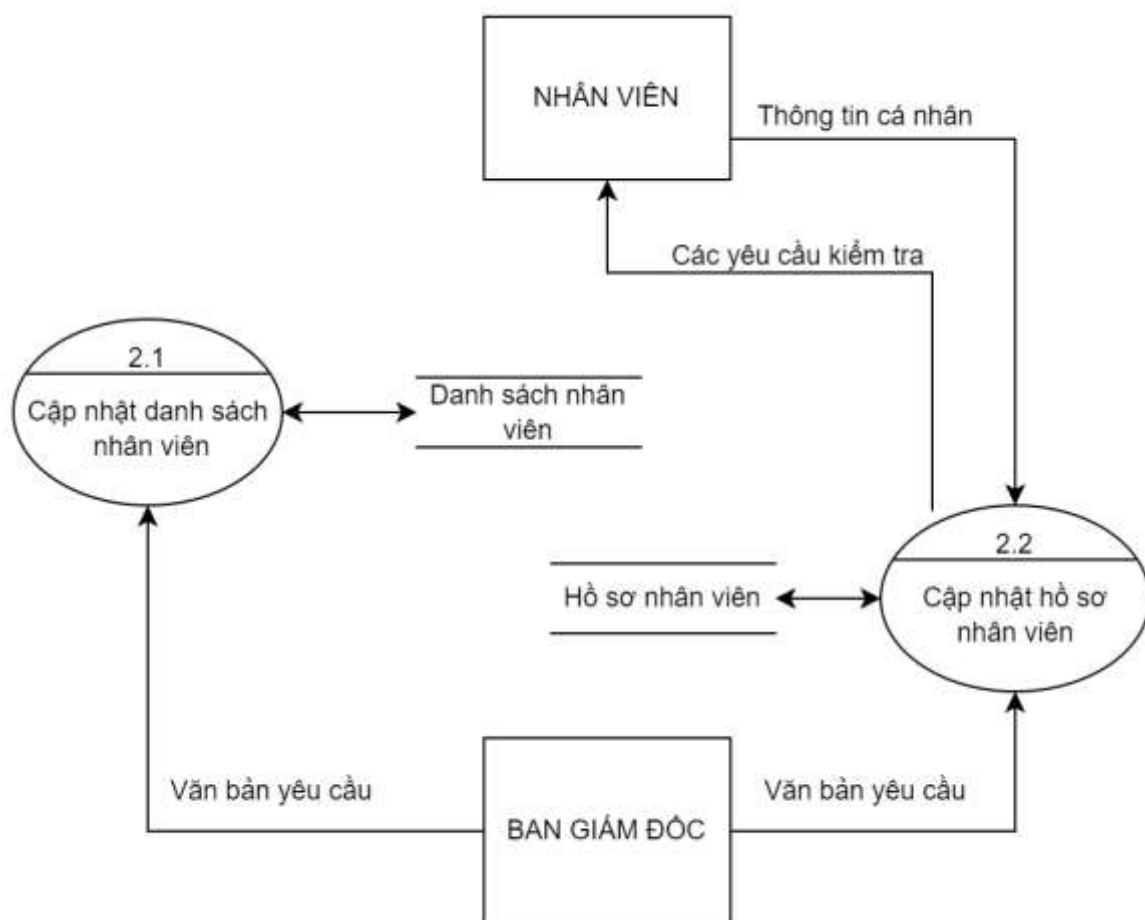 NHÂN VIÊN
Thông tin cá nhân
Các yêu cầu kiểm tra
2.1
Cập nhật danh sách
nhân viên
Danh sách nhân
viên
2.2
Cập nhật hồ sơ
nhân viên
Hồ sơ nhân viên
Văn bản yêu cầu
BAN GIÁM ĐỐC
Văn bản yêu cầu